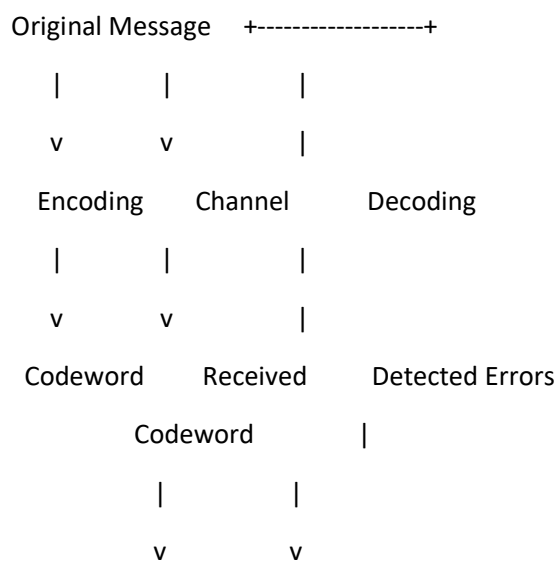 Original Message +-------------------+
| | |
v v |
Encoding Channel Decoding
| | |
v v |
Codeword Received Detected Errors
Codeword |
| |
v v